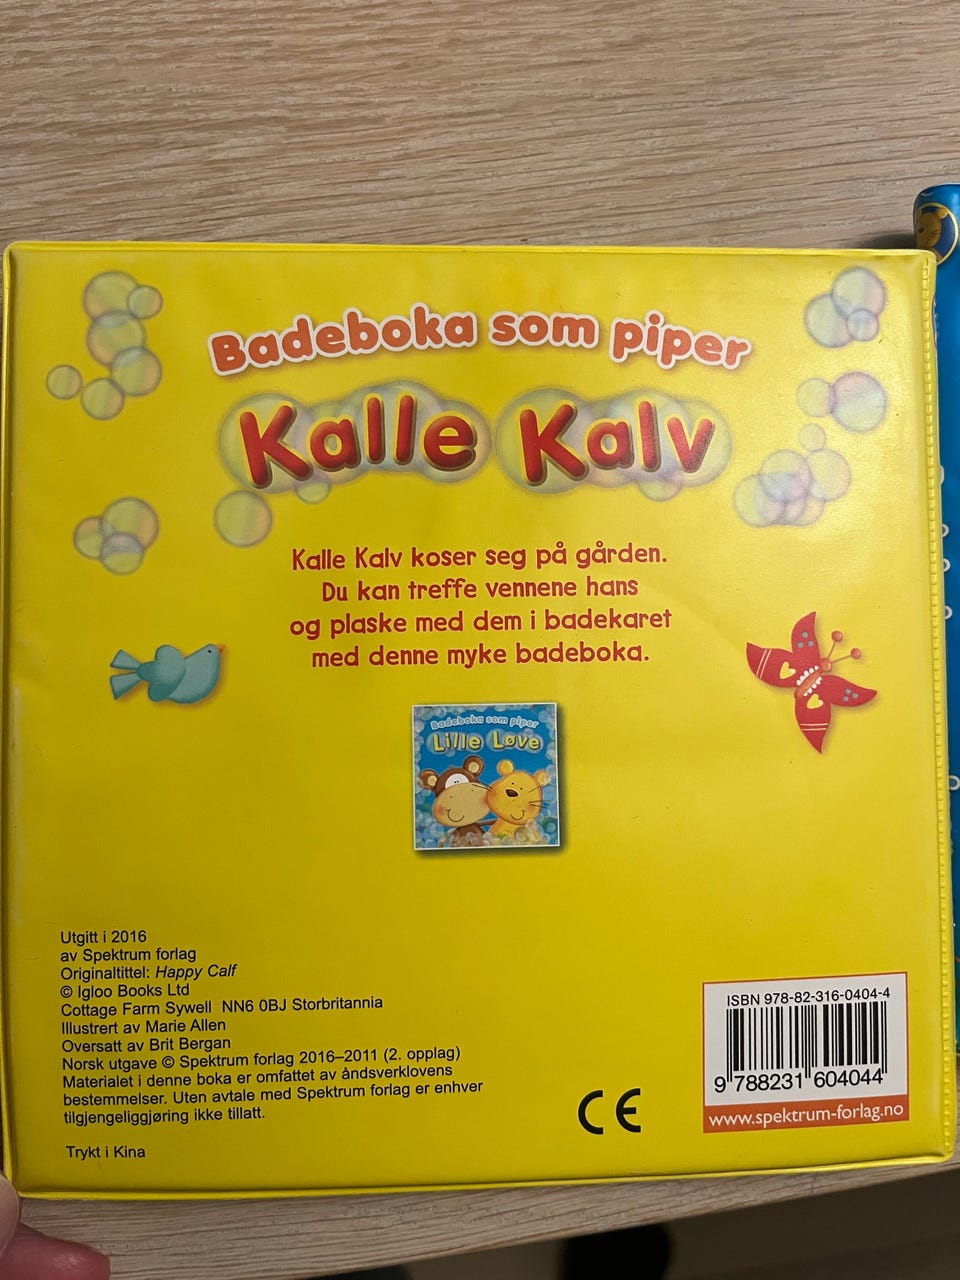 Badeboka som piper
Kalle Kalv
Kalle Kalv koser seg på gården.
Du kan treffe vennene hans
og plaske med dem i badekaret
med denne myke badeboka.
Badeboka som piper
Lille Løve
Utgitt i 2016
av Spektrum forlag
Originaltittel: Happy Calf
© Igloo Books Ltd
Cottage Farm Sywell NN6 0BJ Storbritannia
Illustrert av Marie Allen
Oversatt av Brit Bergan
Norsk utgave © Spektrum forlag 2016–2011 (2. opplag)
Materialet i denne boka er omfattet av åndsverklovens
bestemmelser. Uten avtale med Spektrum forlag er enhver
tilgjengeliggjøring ikke tillatt.
Trykt i Kina
CE
ISBN 978-82-316-0404-4
9 788231 604044
www.spektrum-forlag.no